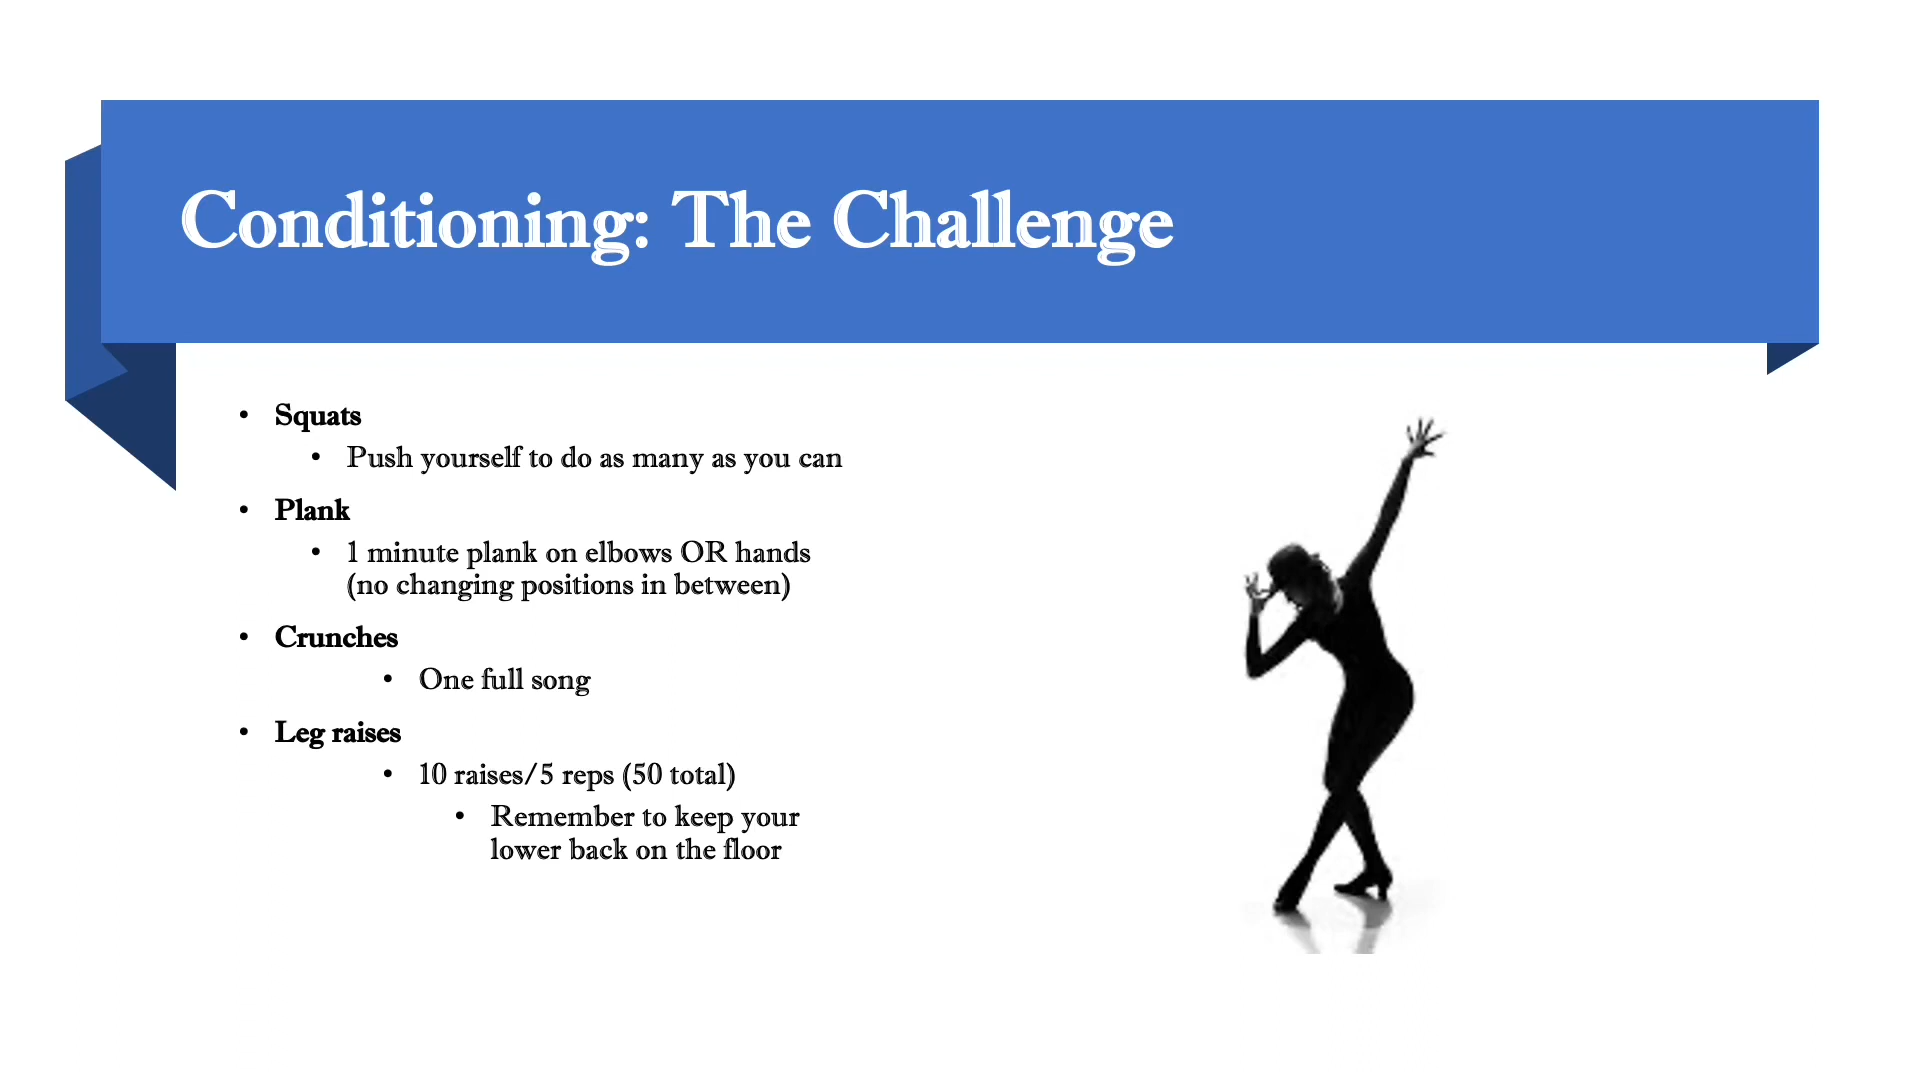 Conditioning: The Challenge
• Squats
• Push yourself to do as many as you can
• Plank
• 1 minute plank on elbows OR hands
(no changing positions in between)
• Crunches
• One full song
• Leg raises
• 10 raises/5 reps (50 total)
• Remember to keep your
lower back on the floor